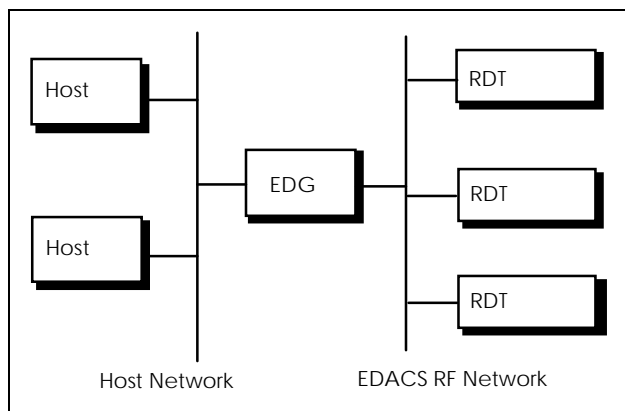 Host
RDT
EDG
RDT
Host
RDT
Host Network
EDACS RF Network